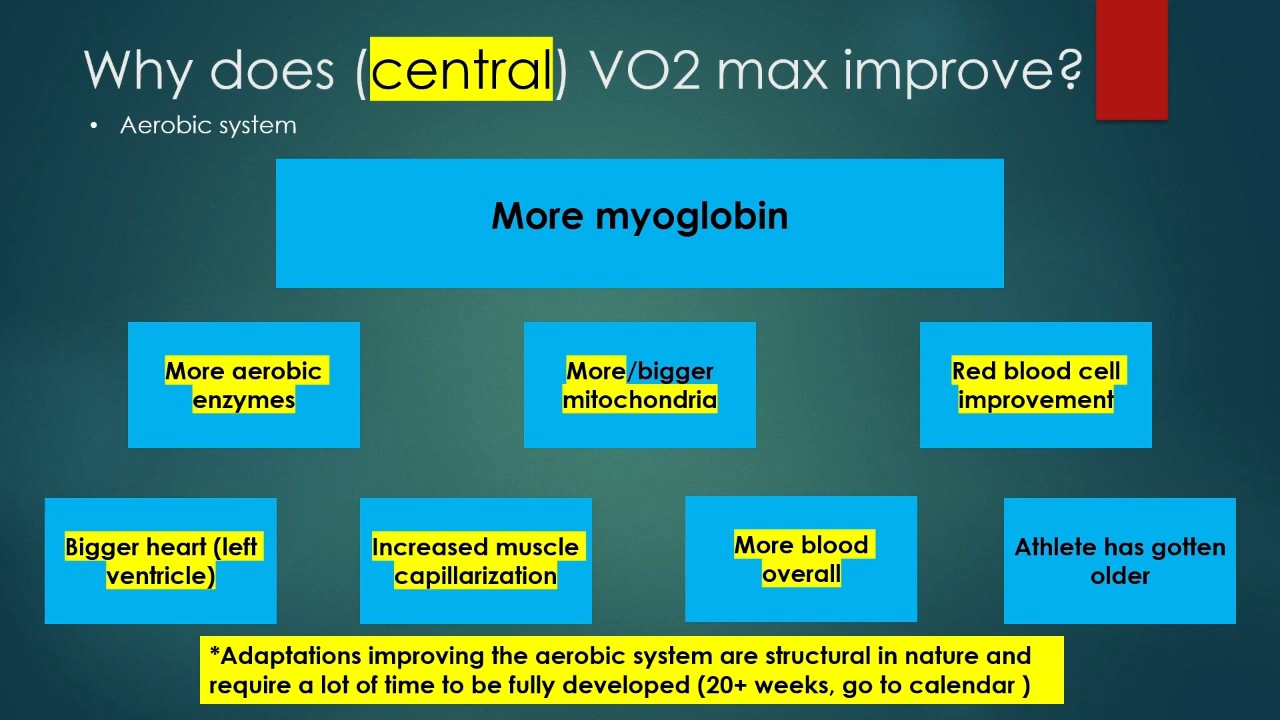 Why does (central) VO2 max improve?
• Aerobic system
More myoglobin
More aerobic
enzymes
More/bigger
mitochondria
Red blood cell
improvement
Bigger heart (left
ventricle)
Increased muscle
capillarization
More blood
overall
Athlete has gotten
older
*Adaptations improving the aerobic system are structural in nature and
require a lot of time to be fully developed (20+ weeks, go to calendar )